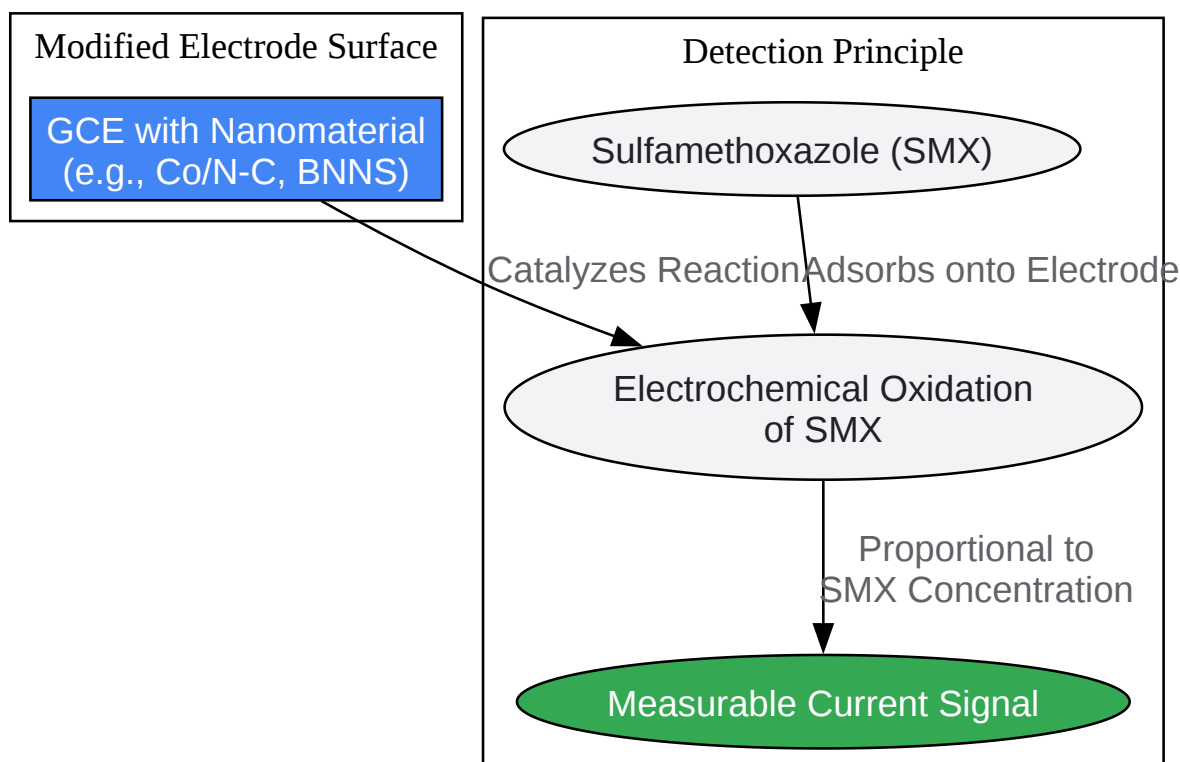 Modified Electrode Surface
GCE with Nanomaterial
(e.g., Co/N-C, BNNS)
Detection Principle
Sulfamethoxazole (SMX)
Catalyzes Reaction
Adsorbs onto Electrode
Electrochemical Oxidation
of SMX
Proportional to
SMX Concentration
Measurable Current Signal